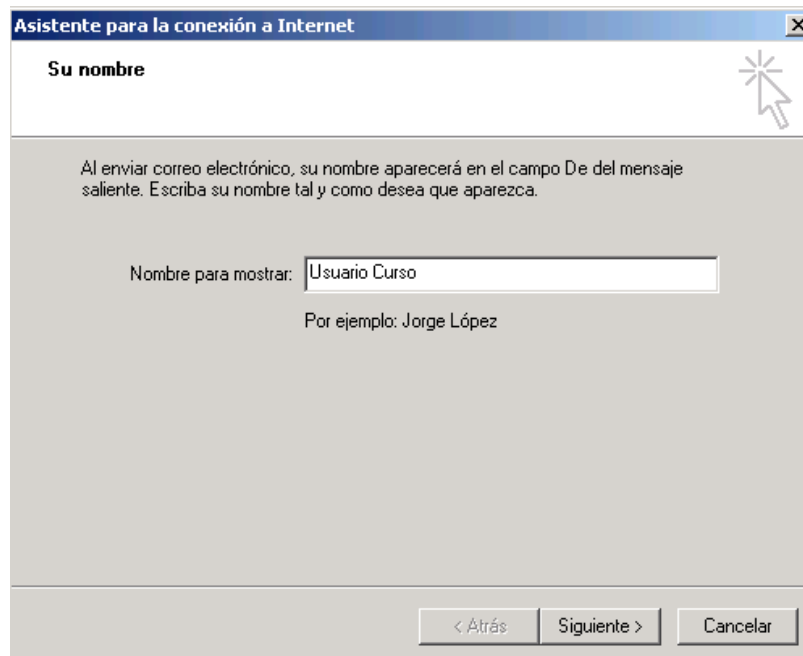 Asistente para la conexión a Internet
Su nombre
Al enviar correo electrónico, su nombre aparecerá en el campo De del mensaje
saliente. Escriba su nombre tal y como desea que aparezca.
Nombre para mostrar: Usuario Curso
Por ejemplo: Jorge López
< Atrás Siguiente > Cancelar